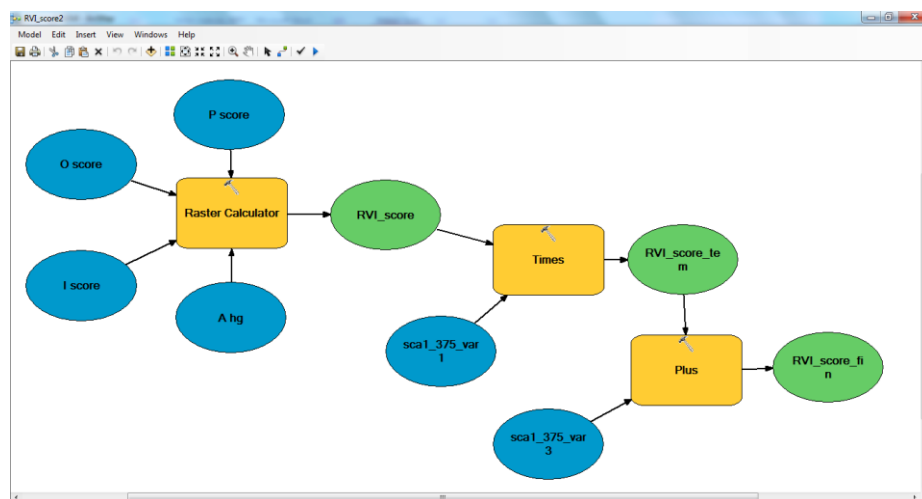 RVI_score2
Model Edit Insert View Windows Help
P score
O score
Raster Calculator
RVI_score
I score
A hg
Times
RVI_score_te
m
sca1_375_var
1
Plus
RVI_score_fi
n
sca1_375_var
3